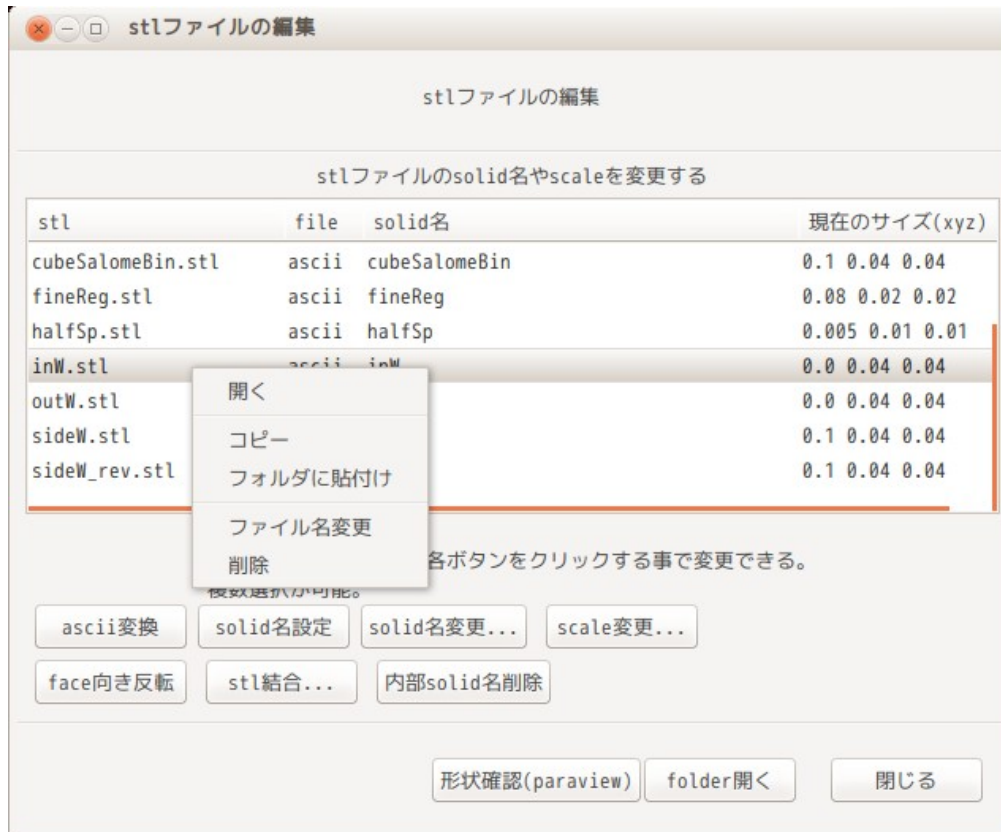 stlファイルの編集
stlファイルの編集
stlファイルのsolid名やscaleを変更する
stl file solid名 現在のサイズ(xyz)
cubeSalomeBin.stl ascii cubeSalomeBin 0.1 0.04 0.04
fineReg.stl ascii fineReg 0.08 0.02 0.02
halfSp.stl ascii halfSp 0.005 0.01 0.01
inW.stl ascii inW 0.0 0.04 0.04
outW.stl 0.0 0.04 0.04
sideW.stl 0.1 0.04 0.04
sideW_rev.stl 0.1 0.04 0.04
開く
コピー
フォルダに貼付け
ファイル名変更
削除
各ボタンをクリックする事で変更できる。
複数選択が可能。
ascii変換 solid名設定 solid名変更... scale変更...
face向き反転 stl結合... 内部solid名削除
形状確認(paraview) folder開く 閉じる